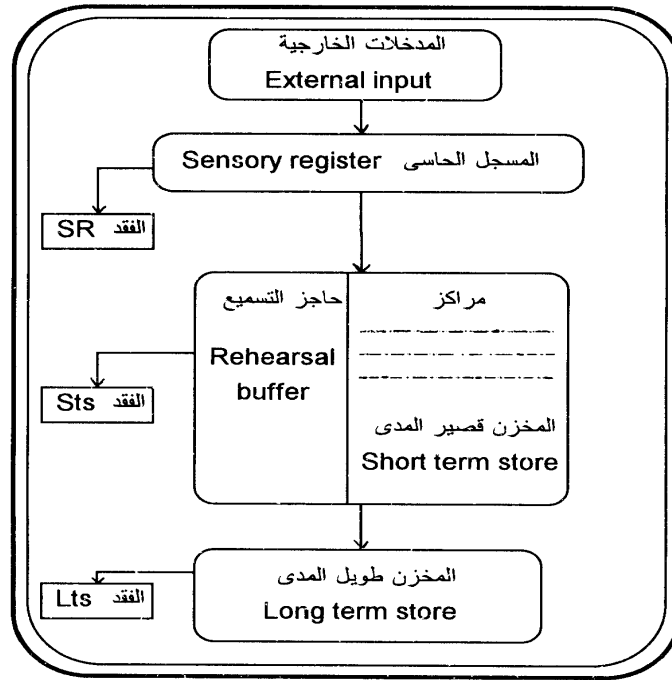 المدخلات الخارجية
External input
المسجل الحاسى Sensory register
الفقد SR
حاجز التسميع
Rehearsal
buffer
مراكز
المخزن قصير المدى
Short term store
الفقد Sts
المخزن طويل المدى
Long term store
الفقد Lts